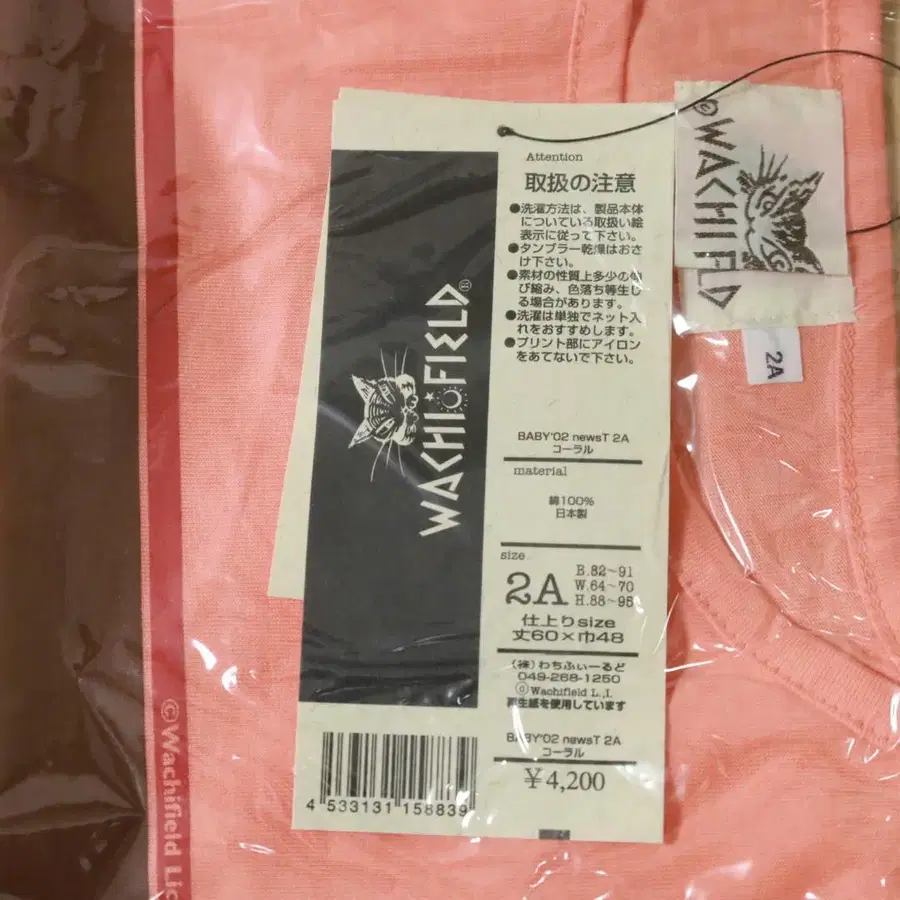 Attention
取扱の注意
●洗濯方法は、製品本体
についている取扱い絵
表示に従って下さい。
●タンブラー乾燥はおさ
け下さい。
●素材の性質上多少の伸
び縮み、色落ち等生じ
る場合があります。
●洗濯は単独でネット入
れをおすすめします。
●プリント部にアイロン
をあてないで下さい。
BABY'02 newsT 2A
コーラル
material
綿100%
日本製
size
2A
B.82~91
W.64~70
H.88~95
仕上りsize
丈60×巾48
(株)わちふぃーるど
049-268-1250
ⓓWachifield L.,I.
再生紙を使用しています
BABY'02 newsT 2A
コーラル
¥4,200
WACHIFIELD®
4 533131 158839
©WACHIFIELD
2A
©Wachifield Lic